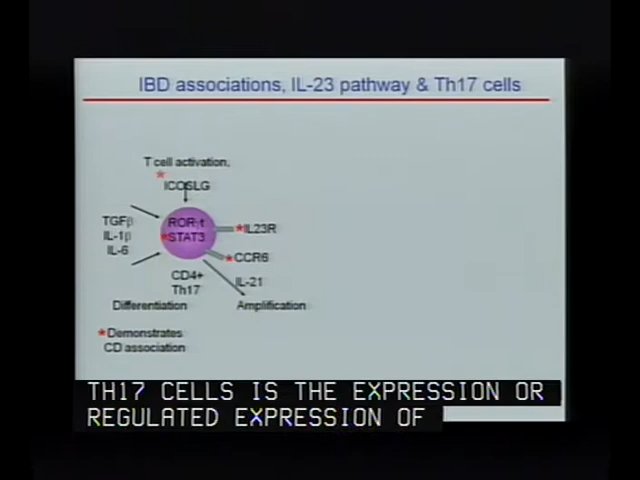 IBD associations, IL-23 pathway & Th17 cells
T cell activation,
* ICOSLG
TGFβ
IL-1β
IL-6
RORγt
*STAT3
*IL23R
*CCR6
IL-21
CD4+
Th17
Differentiation
Amplification
*Demonstrates
CD association
TH17 CELLS IS THE EXPRESSION OR
REGULATED EXPRESSION OF